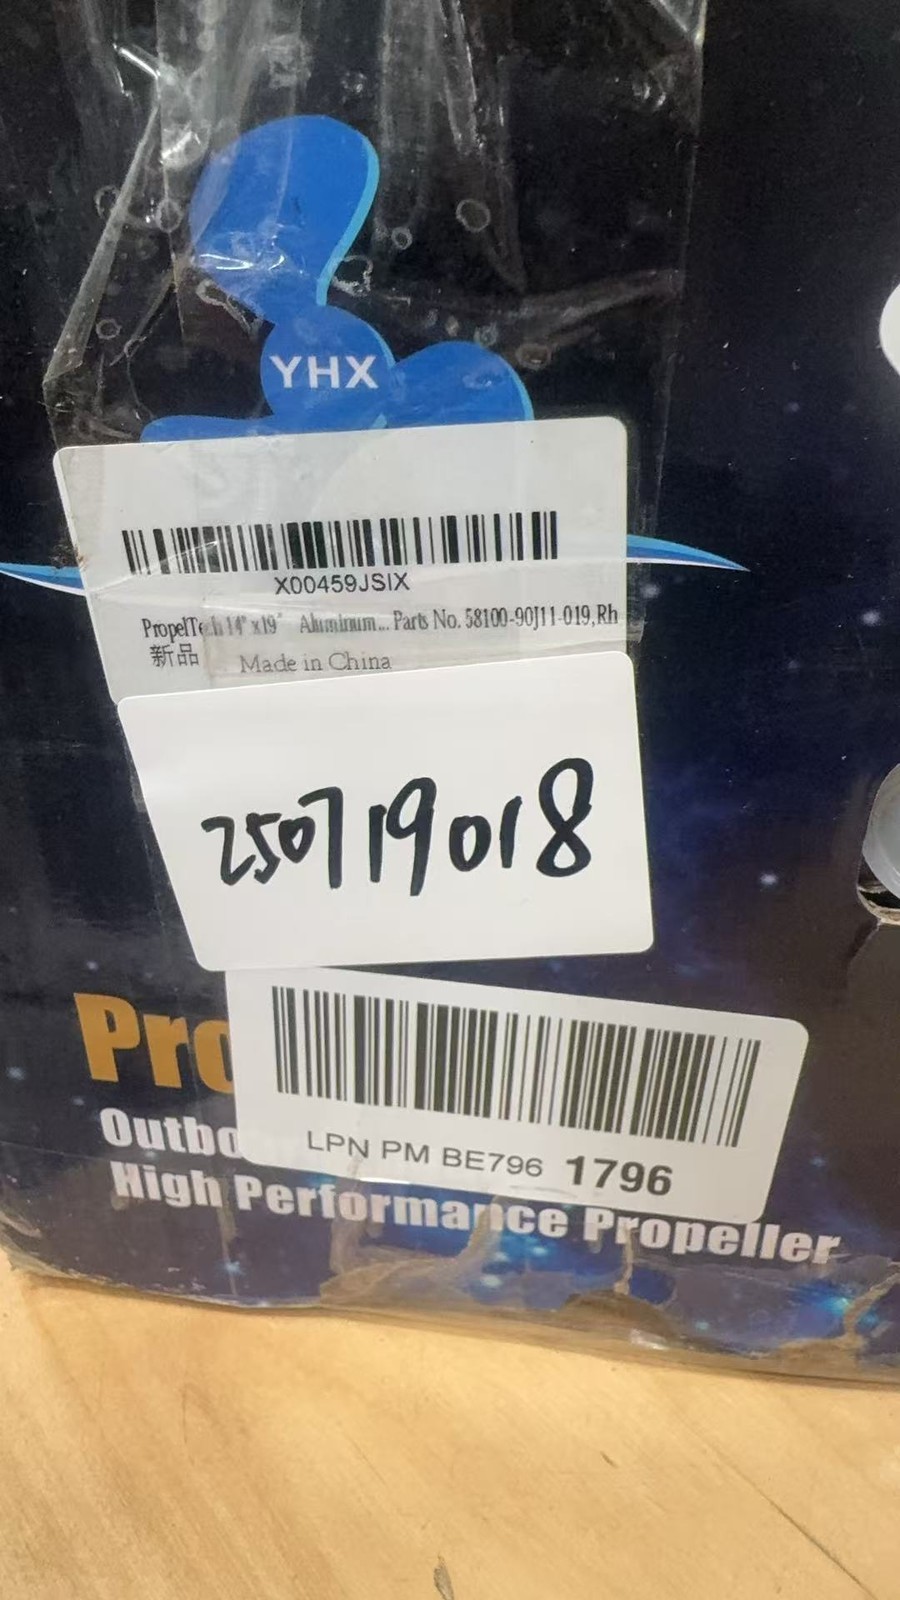 YHX
X00459JSIX
PropelTech 14" x19" Aluminum... Parts No. 58100-90J11-019,Rh
新品
Made in China
250719018
Pro
Outbo
LPN PM BE796 1796
High Performance Propeller